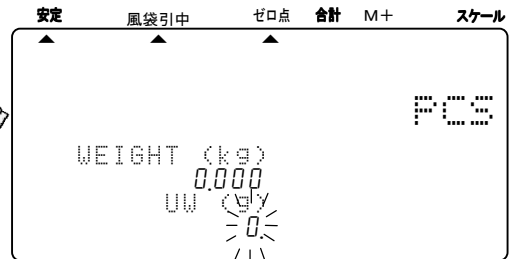 安定 風袋引中 ゼロ点 合計 M+ スケール
PCS
WEIGHT (kg)
0.000
UW (g)
0.